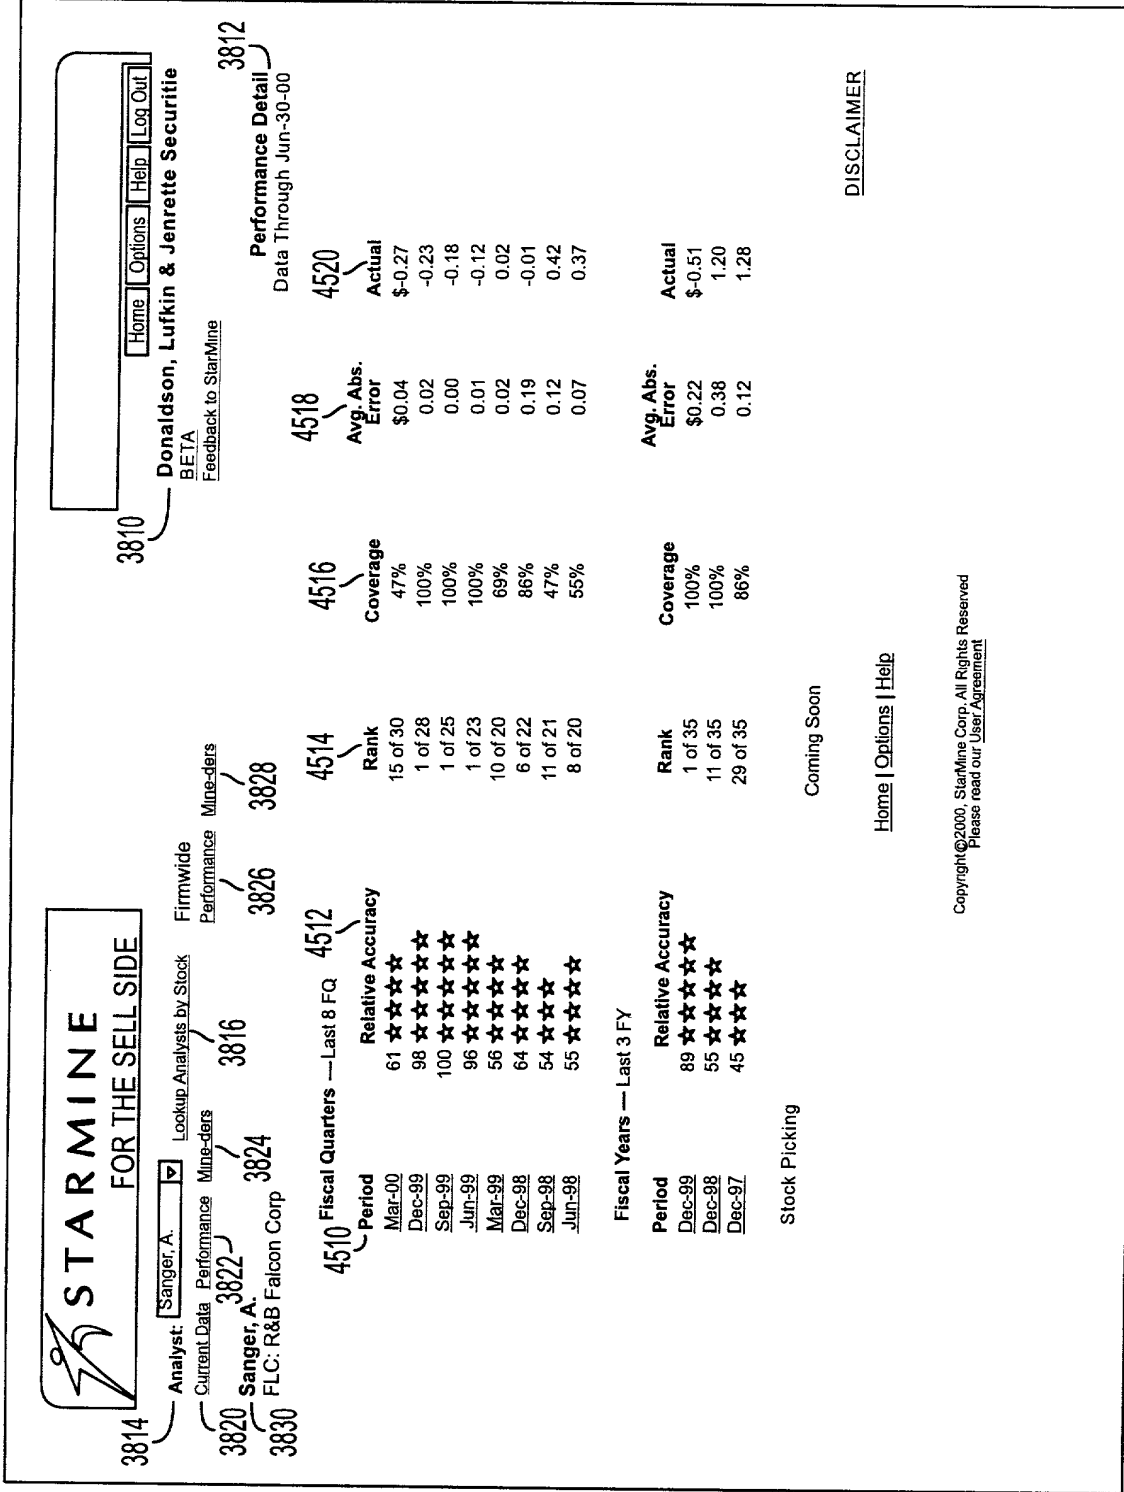 STARMINE
FOR THE SELL SIDE
Home Options Help Log Out
3814
Analyst: Sanger, A.
Lookup Analysts by Stock
3816
3810
Donaldson, Lufkin & Jenrette Securitie
BETA
Feedback to StarMine
Firmwide
Current Data Performance Mine-ders
Performance Mine-ders
3820
3822
3824
3826
3828
3812
Sanger, A.
3830
FLC: R&B Falcon Corp
Performance Detail
Data Through Jun-30-00
4510
Fiscal Quarters — Last 8 FQ
4512
4514
4516
4518
4520
Period Relative Accuracy Rank Coverage Avg. Abs. Error Actual
Mar-00 61 ☆☆☆☆ 15 of 30 47% $0.04 $-0.27
Dec-99 98 ☆☆☆☆☆ 1 of 28 100% 0.02 -0.23
Sep-99 100 ☆☆☆☆☆ 1 of 25 100% 0.00 -0.18
Jun-99 96 ☆☆☆☆☆ 1 of 23 100% 0.01 -0.12
Mar-99 56 ☆☆☆☆ 10 of 20 69% 0.02 0.02
Dec-98 64 ☆☆☆☆ 6 of 22 86% 0.19 -0.01
Sep-98 54 ☆☆☆ 11 of 21 47% 0.12 0.42
Jun-98 55 ☆☆☆☆ 8 of 20 55% 0.07 0.37
Fiscal Years — Last 3 FY
Period Relative Accuracy Rank Coverage Avg. Abs. Error Actual
Dec-99 89 ☆☆☆☆☆ 1 of 35 100% $0.22 $-0.51
Dec-98 55 ☆☆☆☆ 11 of 35 100% 0.38 1.20
Dec-97 45 ☆☆☆ 29 of 35 86% 0.12 1.28
Stock Picking Coming Soon
DISCLAIMER
Home | Options | Help
Copyright©2000, StarMine Corp. All Rights Reserved
Please read our User Agreement